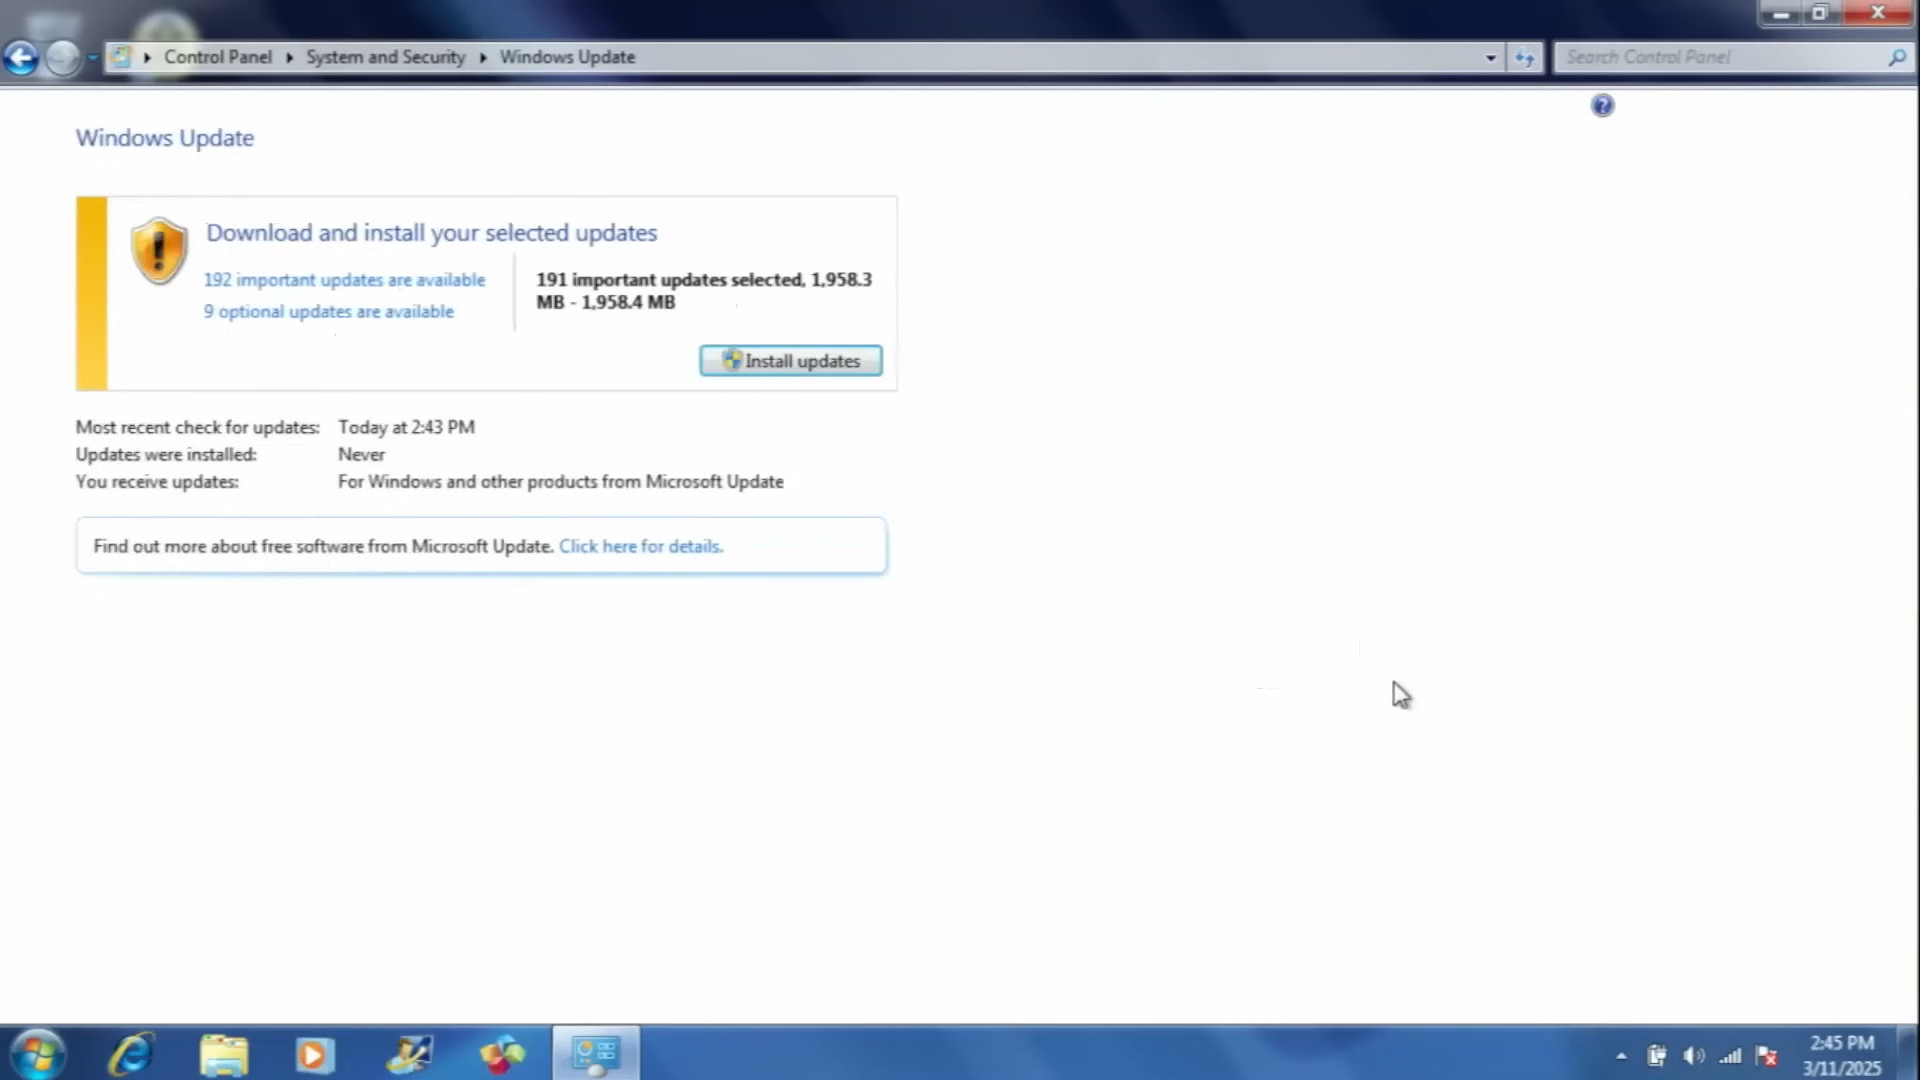 Control Panel System and Security Windows Update
Search Control Panel
Windows Update
Download and install your selected updates
192 important updates are available
9 optional updates are available
191 important updates selected, 1,958.3
MB - 1,958.4 MB
Install updates
Most recent check for updates: Today at 2:43 PM
Updates were installed: Never
You receive updates: For Windows and other products from Microsoft Update
Find out more about free software from Microsoft Update. Click here for details.
2:45 PM
3/11/2025